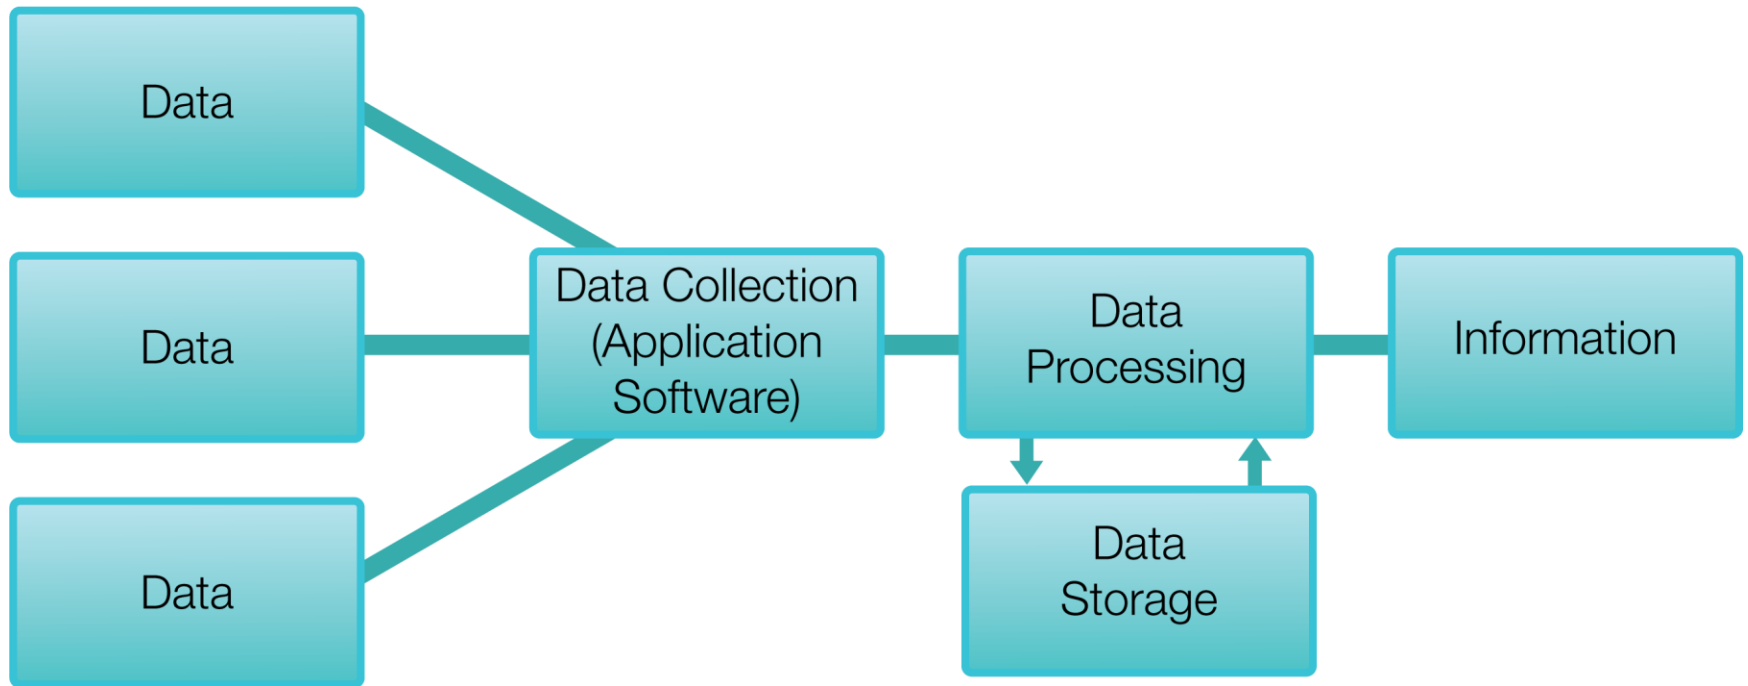 Data
Data
Data
Data Collection
(Application
Software)
Data
Processing
Information
Data
Storage